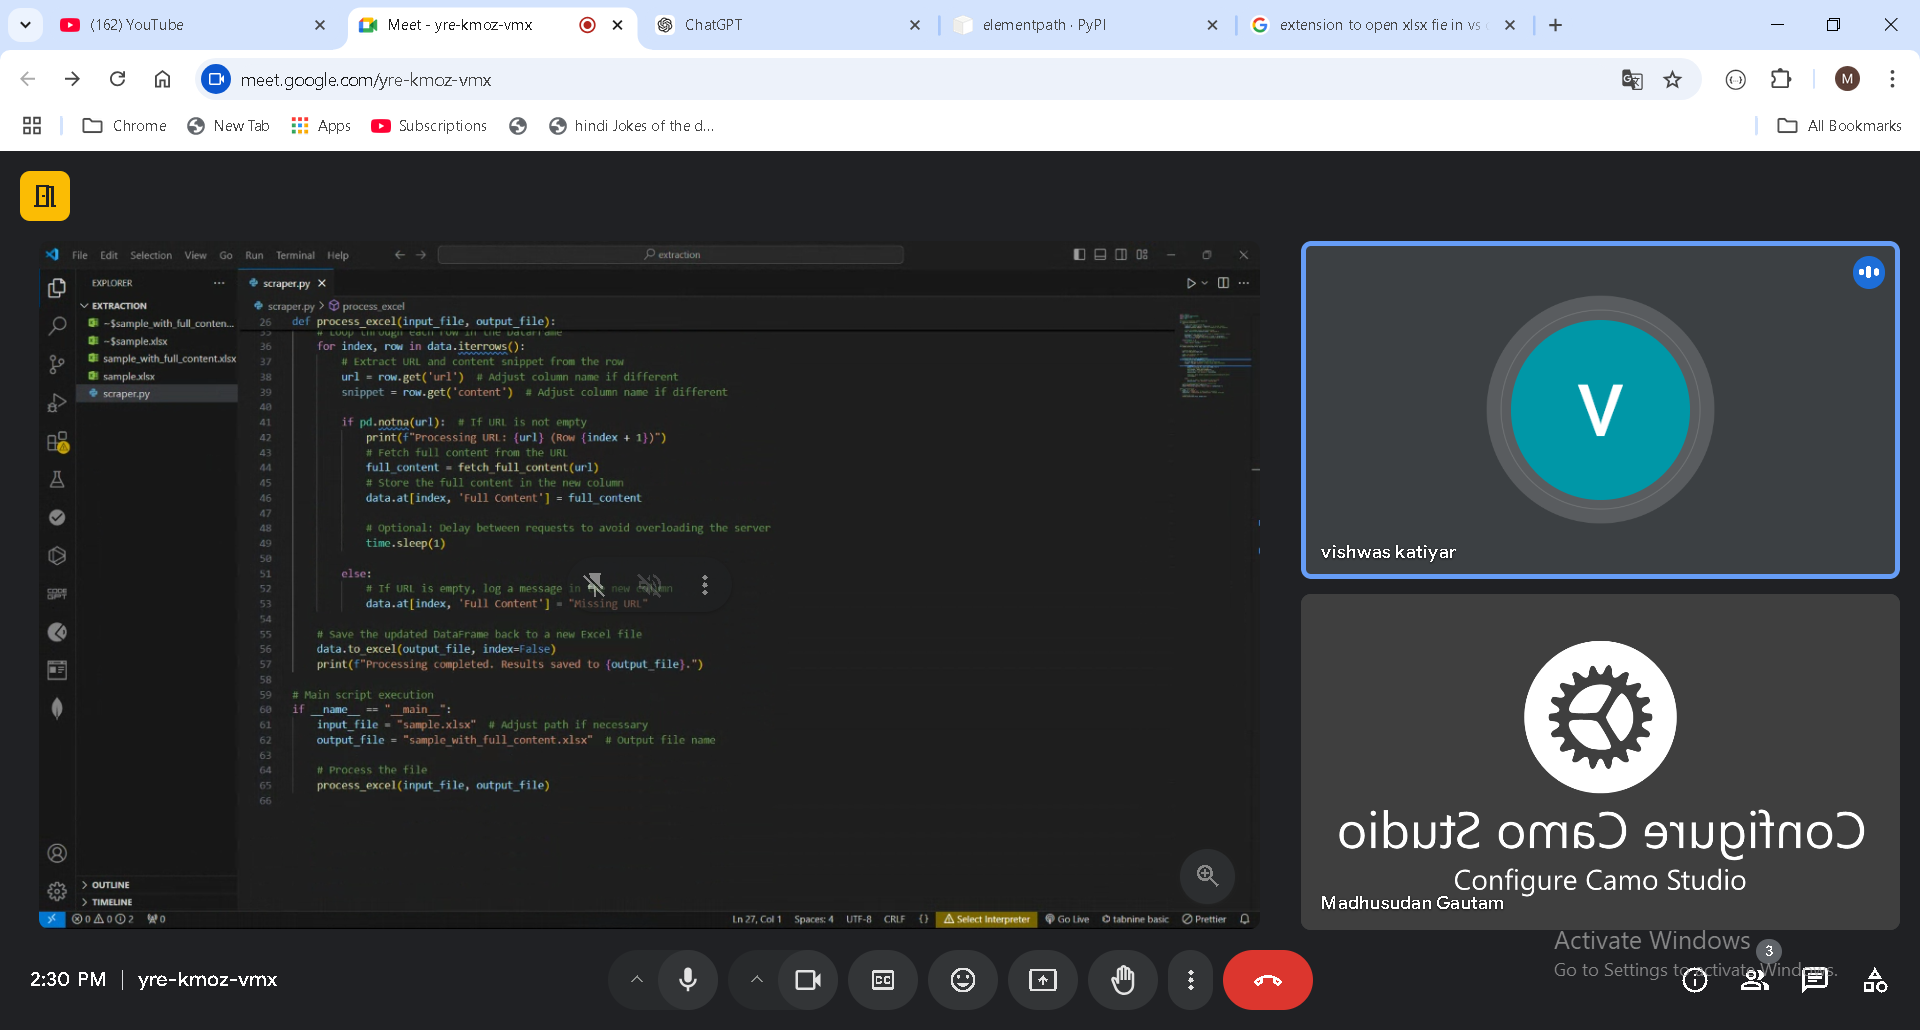 (162) YouTube
Meet - yre-kmoz-vmx
ChatGPT
elementpath · PyPI
extension to open xlsx fie in vs
meet.google.com/yre-kmoz-vmx
M
Chrome
New Tab
Apps
Subscriptions
hindi Jokes of the d...
All Bookmarks
File Edit Selection View Go Run Terminal Help
extraction
EXPLORER
EXTRACTION
~$sample_with_full_conten...
~$sample.xlsx
sample_with_full_content.xlsx
sample.xlsx
scraper.py
OUTLINE
TIMELINE
scraper.py
scraper.py > process_excel
26 def process_excel(input_file, output_file):
35 # Loop through each row in the DataFrame
36 for index, row in data.iterrows():
37 # Extract URL and content snippet from the row
38 url = row.get('url') # Adjust column name if different
39 snippet = row.get('content') # Adjust column name if different
40
41 if pd.notna(url): # If URL is not empty
42 print(f"Processing URL: {url} (Row {index + 1})")
43 # Fetch full content from the URL
44 full_content = fetch_full_content(url)
45 # Store the full content in the new column
46 data.at[index, 'Full Content'] = full_content
47
48 # Optional: Delay between requests to avoid overloading the server
49 time.sleep(1)
50
51 else:
52 # If URL is empty, log a message in new column
53 data.at[index, 'Full Content'] = "Missing URL"
54
55 # Save the updated DataFrame back to a new Excel file
56 data.to_excel(output_file, index=False)
57 print(f"Processing completed. Results saved to {output_file}.")
58
59 # Main script execution
60 if __name__ == "__main__":
61 input_file = "sample.xlsx" # Adjust path if necessary
62 output_file = "sample_with_full_content.xlsx" # Output file name
63
64 # Process the file
65 process_excel(input_file, output_file)
66
0 0 2 0
Ln 27, Col 1 Spaces: 4 UTF-8 CRLF {} Select Interpreter Go Live tabnine basic Prettier
V
vishwas katiyar
Configure Camo Studio
Configure Camo Studio
Madhusudan Gautam
Activate Windows
Go to Settings to activate Windows.
3
2:30 PM | yre-kmoz-vmx